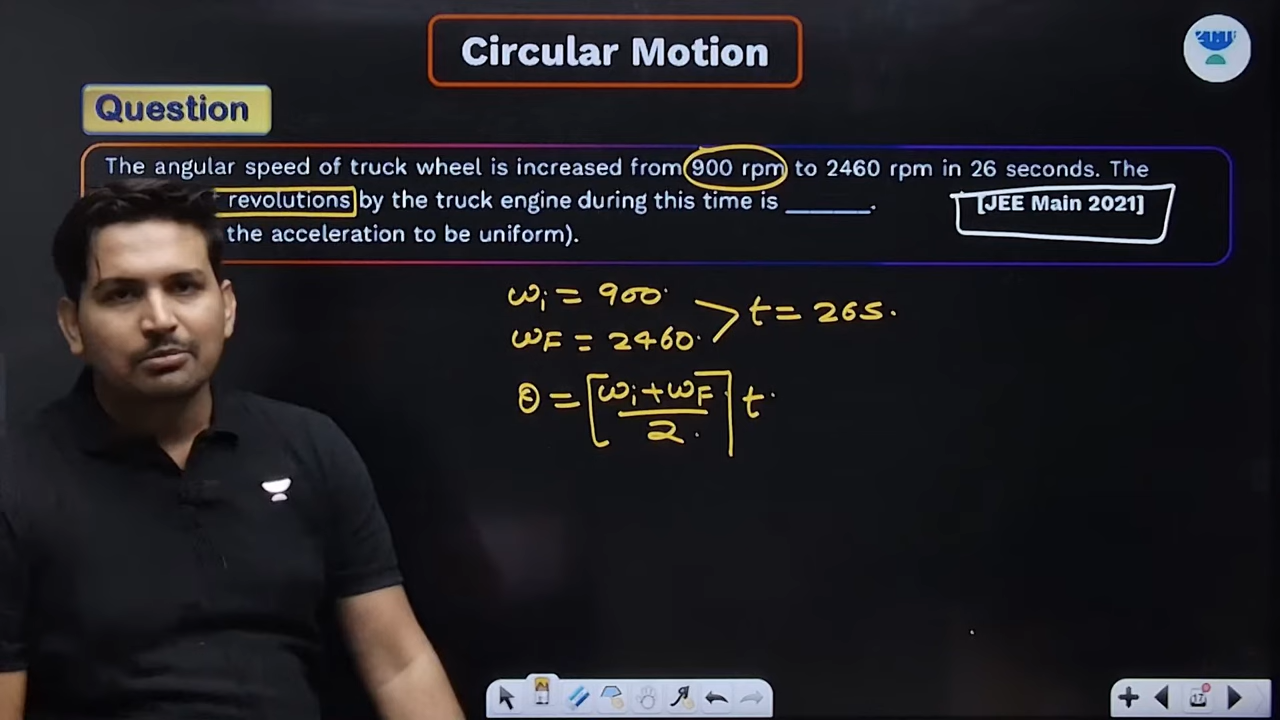 Circular Motion
Question
The angular speed of truck wheel is increased from 900 rpm to 2460 rpm in 26 seconds. The
revolutions by the truck engine during this time is ______.
[JEE Main 2021]
the acceleration to be uniform).
ωi = 900
ωF = 2460
t = 26s.
θ = [ωi + ωF / 2] t
17